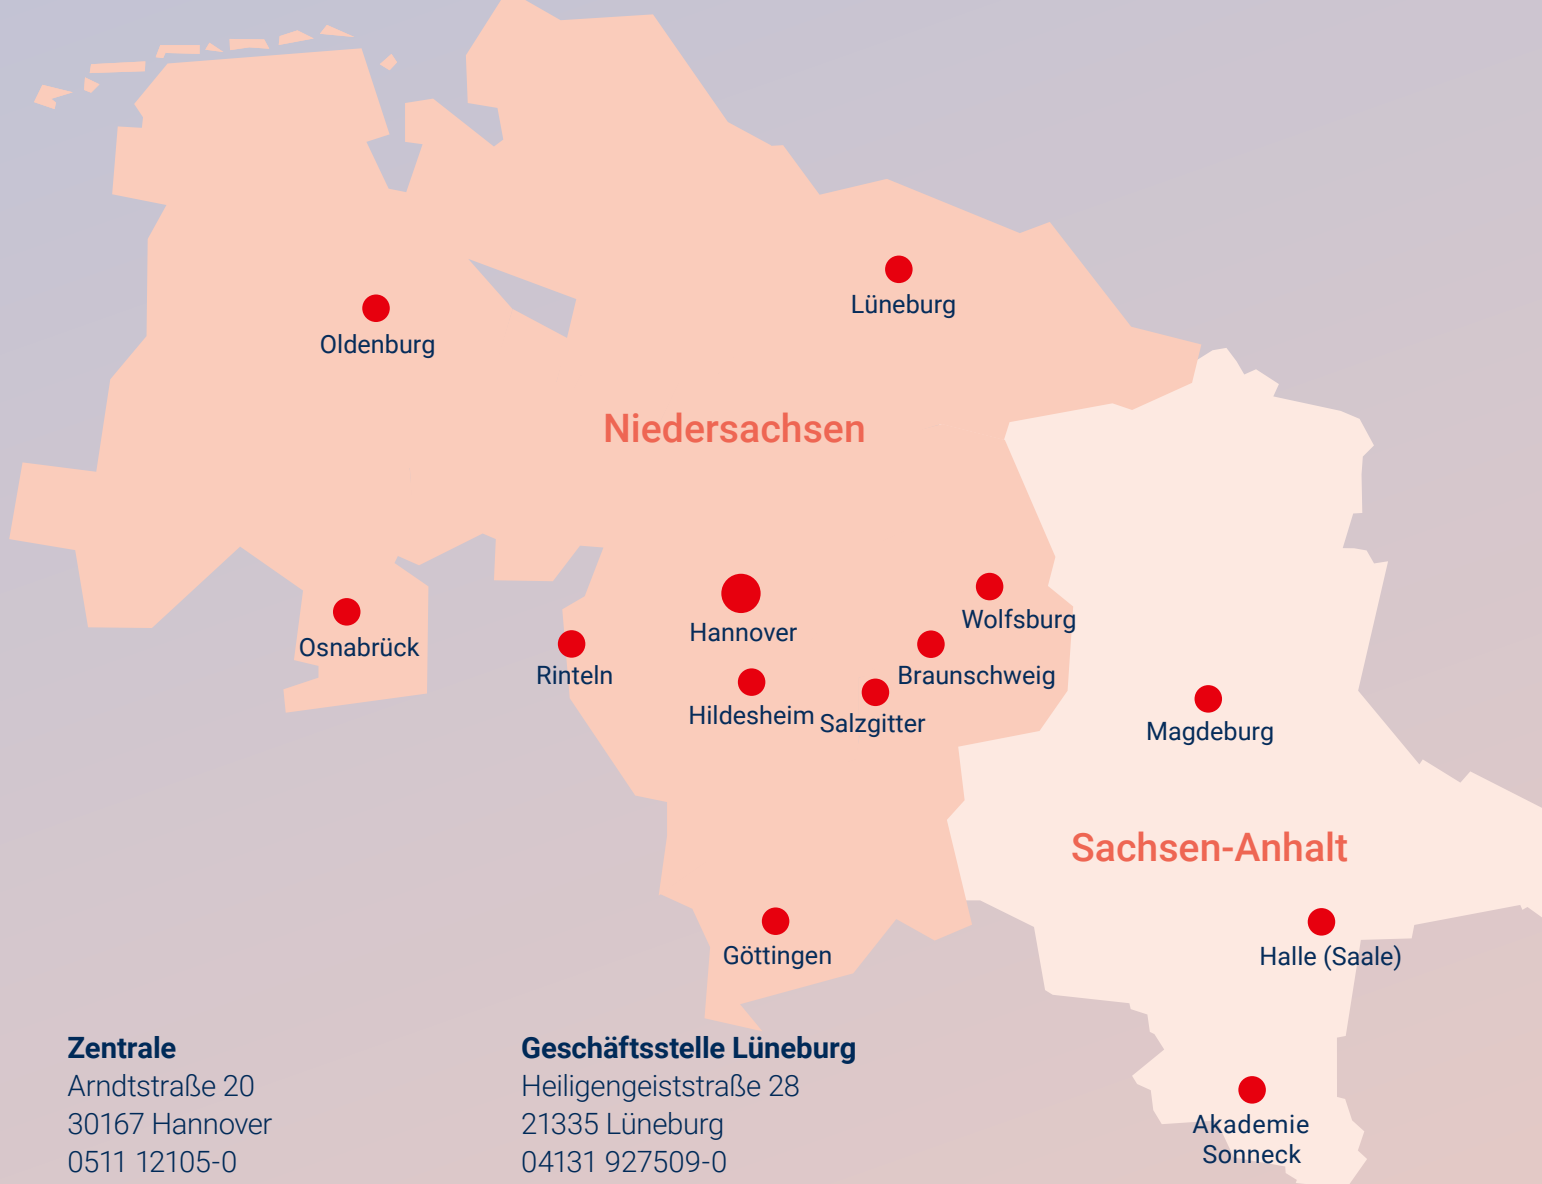 Lüneburg
Oldenburg
Niedersachsen
Wolfsburg
Hannover
Osnabrück
Rinteln
Braunschweig
Hildesheim
Salzgitter
Magdeburg
Sachsen-Anhalt
Göttingen
Halle (Saale)
Akademie
Sonneck
Zentrale
Arndtstraße 20
30167 Hannover
0511 12105-0
Geschäftsstelle Lüneburg
Heiligengeiststraße 28
21335 Lüneburg
04131 927509-0